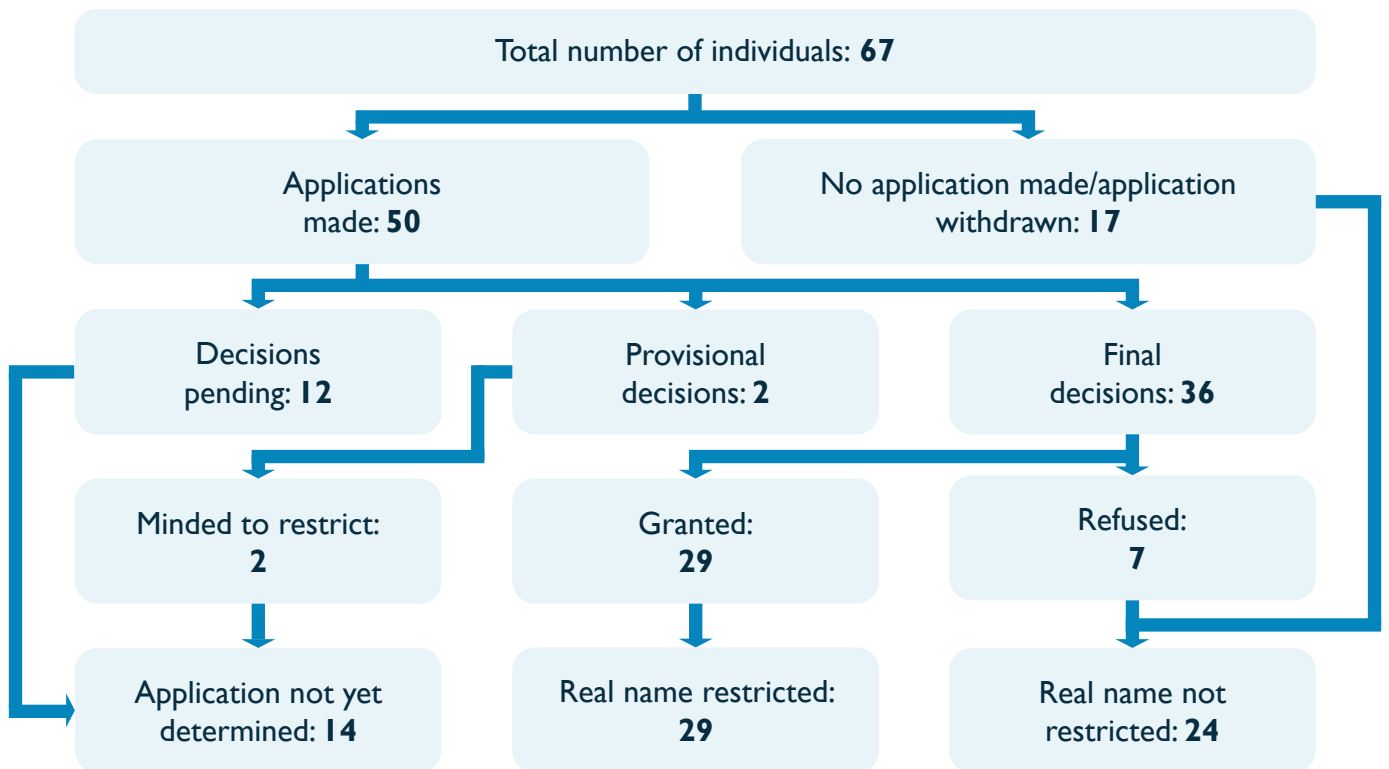 Total number of individuals: 67
Applications
made: 50
No application made/application
withdrawn: 17
Decisions
pending: 12
Provisional
decisions: 2
Final
decisions: 36
Minded to restrict:
2
Granted:
29
Refused:
7
Application not yet
determined: 14
Real name restricted:
29
Real name not
restricted: 24